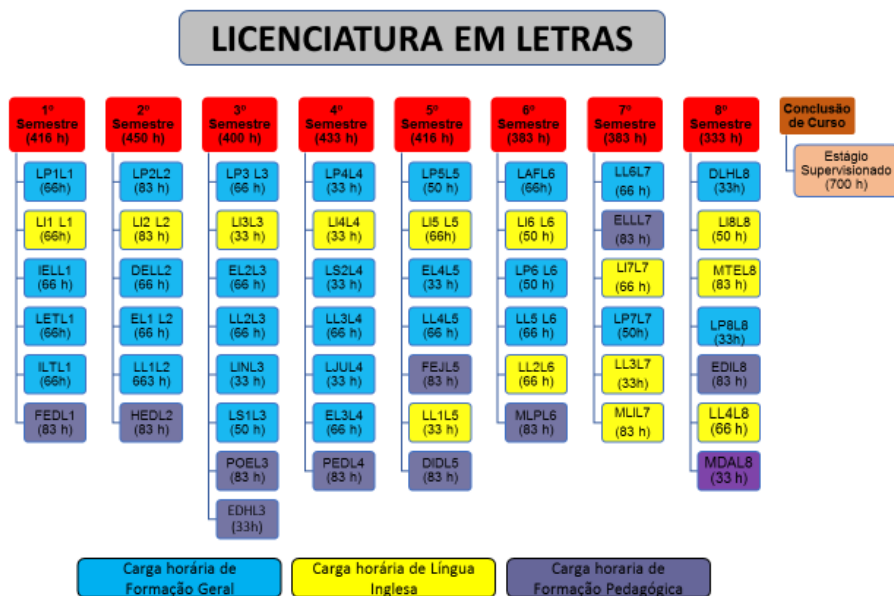 LICENCIATURA EM LETRAS
1º
Semestre
(416 h)
LP1L1
(66h)
LI1 L1
(66h)
IELL1
(66 h)
LETL1
(66h)
ILTL1
(66h)
FEDL1
(83 h)
2º
Semestre
(450 h)
LP2L2
(83 h)
LI2 L2
(83 h)
DELL2
(66 h)
EL1 L2
(66 h)
LL1L2
663 h)
HEDL2
(83 h)
3º
Semestre
(400 h)
LP3 L3
(66 h)
LI3L3
(33 h)
EL2L3
(66 h)
LL2L3
(66 h)
LINL3
(33 h)
LS1L3
(50 h)
POEL3
(83 h)
EDHL3
(33h)
4º
Semestre
(433 h)
LP4L4
(33 h)
LI4L4
(33 h)
LS2L4
(33 h)
LL3L4
(66 h)
LJUL4
(33 h)
EL3L4
(66 h)
PEDL4
(83 h)
5º
Semestre
(416 h)
LP5L5
(50 h)
LI5 L5
(66h)
EL4L5
(33 h)
LL4L5
(66 h)
FEJL5
(83 h)
LL1L5
(33 h)
DIDL5
(83 h)
6º
Semestre
(383 h)
LAFL6
(66h)
LI6 L6
(50 h)
LP6 L6
(50 h)
LL5 L6
(66 h)
LL2L6
(66 h)
MLPL6
(83 h)
7º
Semestre
(383 h)
LL6L7
(66 h)
ELLL7
(83 h)
LI7L7
(66 h)
LP7L7
(50h)
LL3L7
(33h)
MLIL7
(83 h)
8º
Semestre
(333 h)
DLHL8
(33h)
LI8L8
(50 h)
MTEL8
(83 h)
LP8L8
(33h)
EDIL8
(83 h)
LL4L8
(66 h)
MDAL8
(33 h)
Conclusão
de Curso
Estágio
Supervisionado
(700 h)
Carga horária de
Formação Geral
Carga horária de Língua
Inglesa
Carga horaria de
Formação Pedagógica